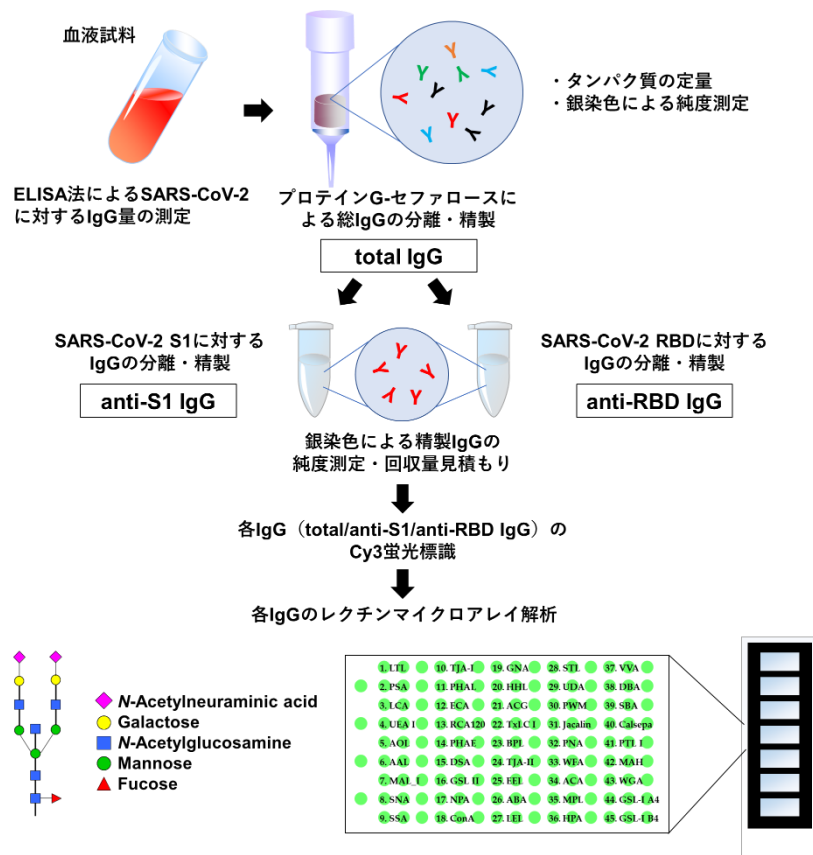 血液試料
・タンパク質の定量
・銀染色による純度測定
ELISA法によるSARS-CoV-2
に対するIgG量の測定
プロテインG-セファロースに
よる総IgGの分離・精製
total IgG
SARS-CoV-2 S1に対する
IgGの分離・精製
anti-S1 IgG
SARS-CoV-2 RBDに対する
IgGの分離・精製
anti-RBD IgG
銀染色による精製IgGの
純度測定・回収量見積もり
各IgG（total/anti-S1/anti-RBD IgG）の
Cy3蛍光標識
各IgGのレクチンマイクロアレイ解析
N-Acetylneuraminic acid
Galactose
N-Acetylglucosamine
Mannose
Fucose
1. LTL 10. TJA-I 19. GNA 28. STL 37. VVA
2. PSA 11. PHAL 20. HHL 29. UDA 38. DBA
3. LCA 12. ECA 21. ACG 30. PWM 39. SBA
4. UEA I 13. RCA120 22. TxLC I 31. Jacalin 40. Calsepa
5. AOL 14. PHAE 23. BPL 32. PNA 41. PTL I
6. AAL 15. DSA 24. TJA-II 33. WFA 42. MAH
7. MAL_I 16. GSL II 25. EEL 34. ACA 43. WGA
8. SNA 17. NPA 26. ABA 35. MPL 44. GSL-I A4
9. SSA 18. ConA 27. LEL 36. HPA 45. GSL-I B4